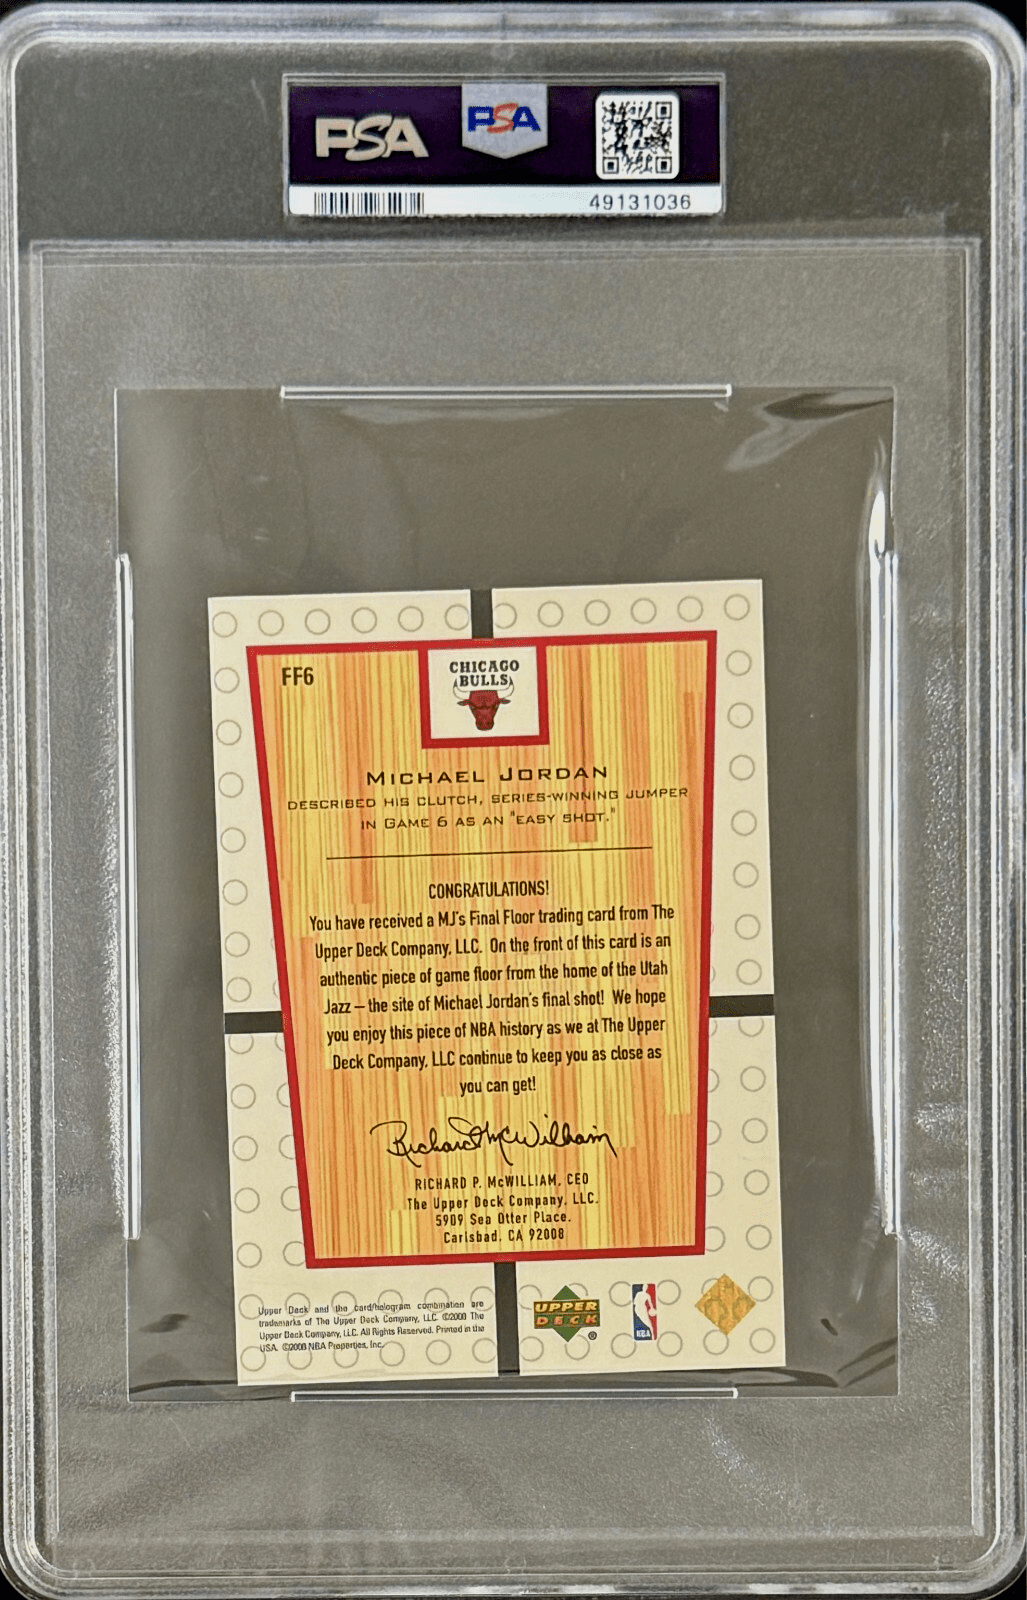 PSA
PSA
49131036
FF6
CHICAGO
BULLS
MICHAEL JORDAN
DESCRIBED HIS CLUTCH, SERIES-WINNING JUMPER
IN GAME 6 AS AN "EASY SHOT."
CONGRATULATIONS!
You have received a MJ's Final Floor trading card from The
Upper Deck Company, LLC. On the front of this card is an
authentic piece of game floor from the home of the Utah
Jazz – the site of Michael Jordan's final shot! We hope
you enjoy this piece of NBA history as we at The Upper
Deck Company, LLC continue to keep you as close as
you can get!
Richard McWilliam
RICHARD P. McWILLIAM, CEO
The Upper Deck Company, LLC.
5909 Sea Otter Place.
Carlsbad, CA 92008
Upper Deck and the card/hologram combination are
trademarks of The Upper Deck Company, LLC. ©2000 The
Upper Deck Company, LLC. All Rights Reserved. Printed in the
USA. ©2000 NBA Properties, Inc.
UPPER
DECK
®
NBA